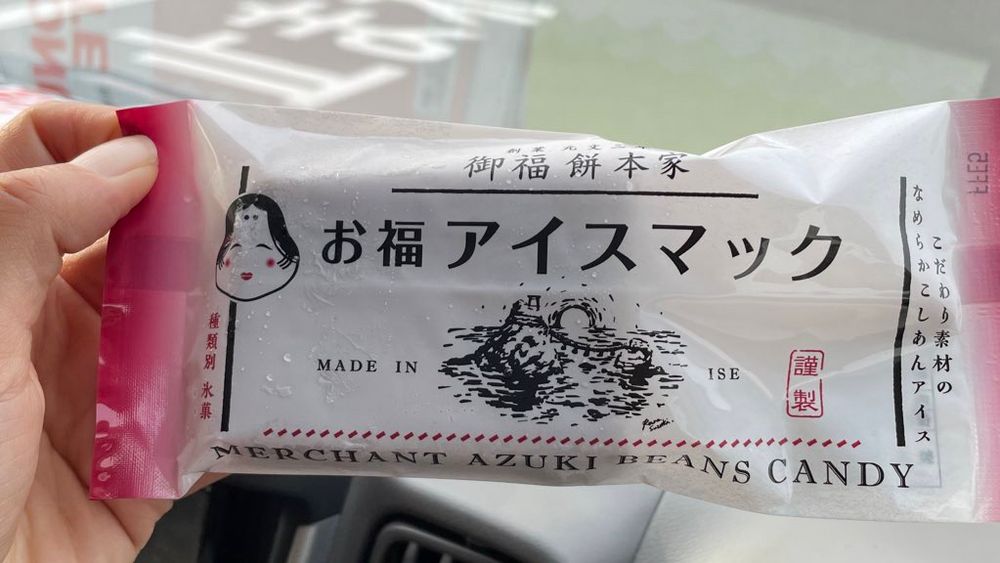 御福餅本家
お福アイスマック
こだわり素材の
なめらかこしあんアイス
種類別 氷菓
MADE IN
ISE
謹製
MERCHANT AZUKI BEANS CANDY